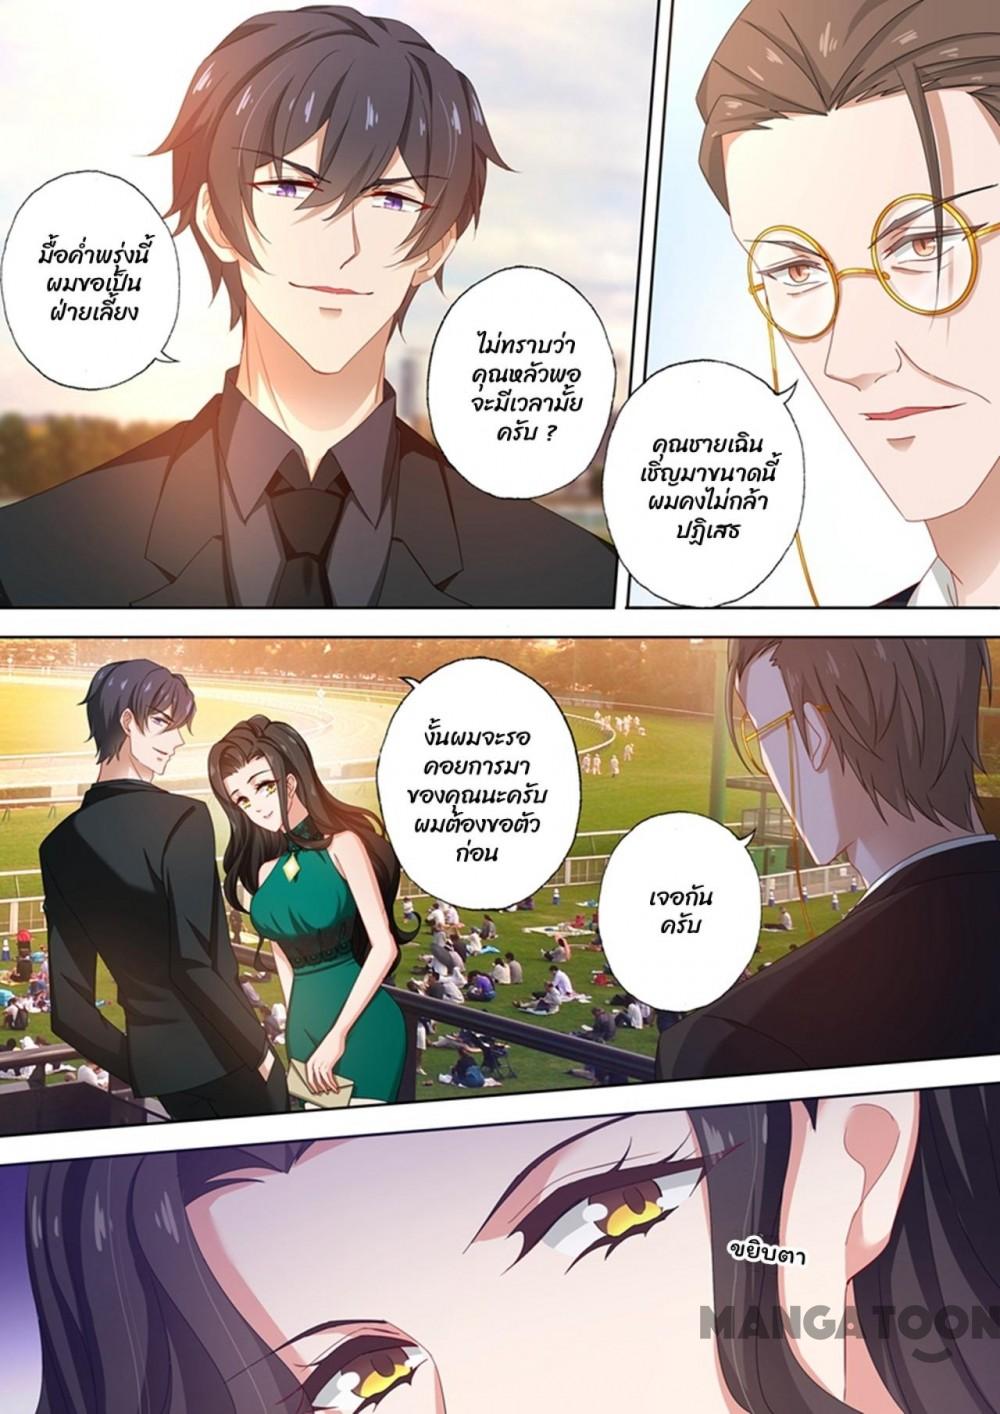 มื้อค่ำพรุ่งนี้
ผมขอเป็น
ฝ่ายเลี้ยง
ไม่ทราบว่า
คุณหลัวพอ
จะมีเวลามั้ย
ครับ ?
คุณชายเฉิน
เชิญมาขนาดนี้
ผมคงไม่กล้า
ปฏิเสธ
งั้นผมจะรอ
คอยการมา
ของคุณนะครับ
ผมต้องขอตัว
ก่อน
เจอกัน
ครับ
ขยิบตา
MANGATOON